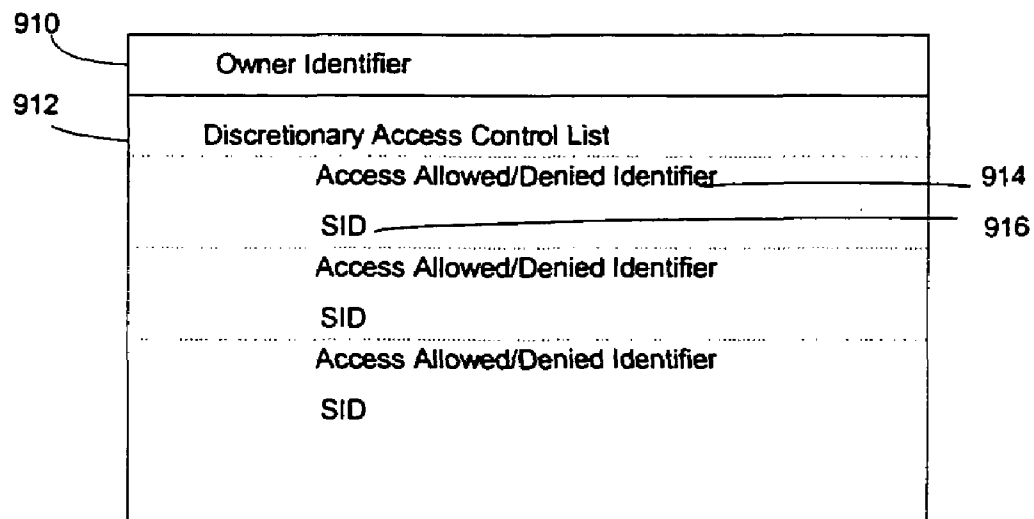 910
Owner Identifier
912
Discretionary Access Control List
Access Allowed/Denied Identifier
914
SID
916
Access Allowed/Denied Identifier
SID
Access Allowed/Denied Identifier
SID